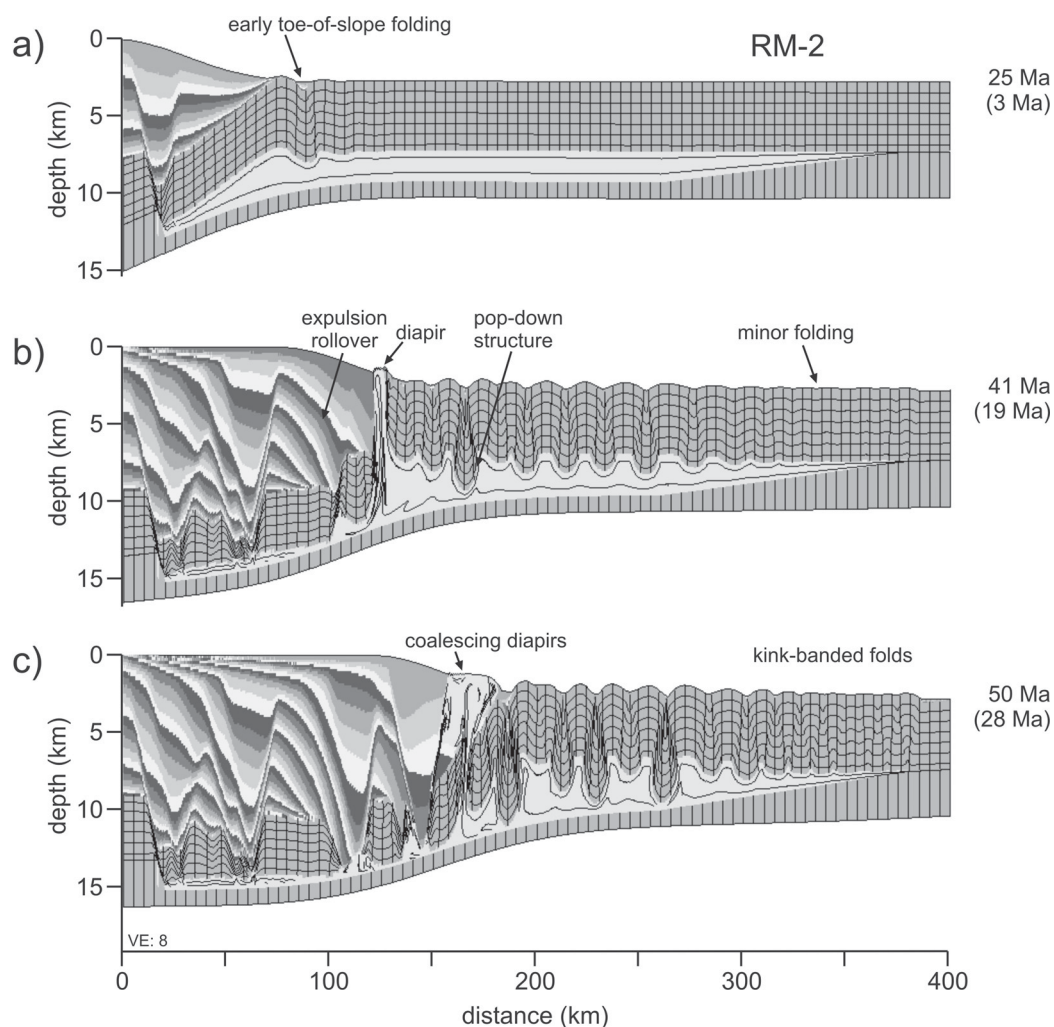 a)
early toe-of-slope folding
RM-2
25 Ma
(3 Ma)
0
5
10
15
depth (km)
b)
expulsion
rollover
diapir
pop-down
structure
minor folding
41 Ma
(19 Ma)
0
5
10
15
depth (km)
c)
coalescing diapirs
kink-banded folds
50 Ma
(28 Ma)
0
5
10
15
depth (km)
VE: 8
0 100 200 300 400
distance (km)